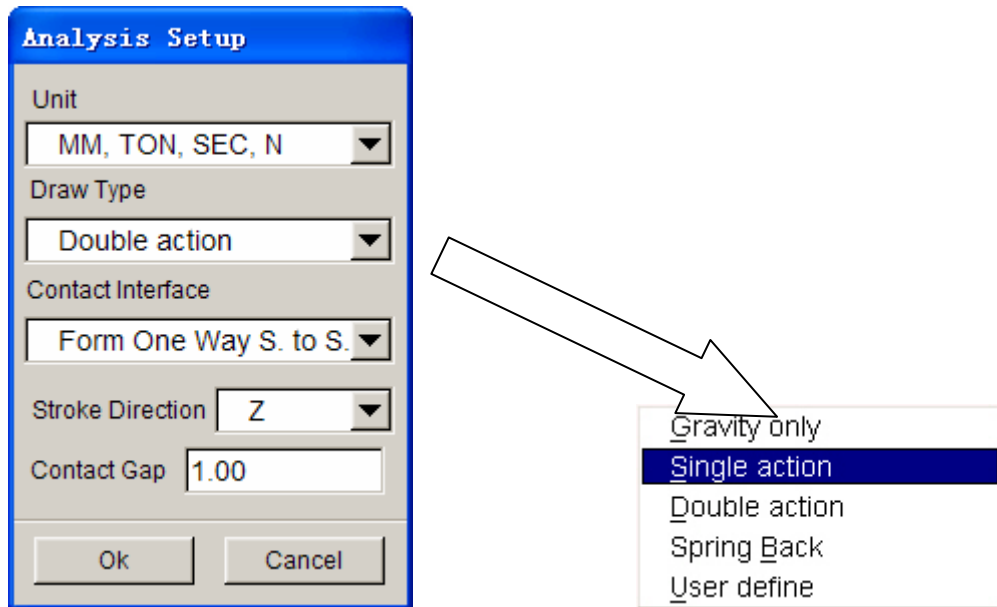 Analysis Setup
Unit
MM, TON, SEC, N
Draw Type
Double action
Contact Interface
Form One Way S. to S.
Stroke Direction Z
Contact Gap 1.00
Ok Cancel
Gravity only
Single action
Double action
Spring Back
User define